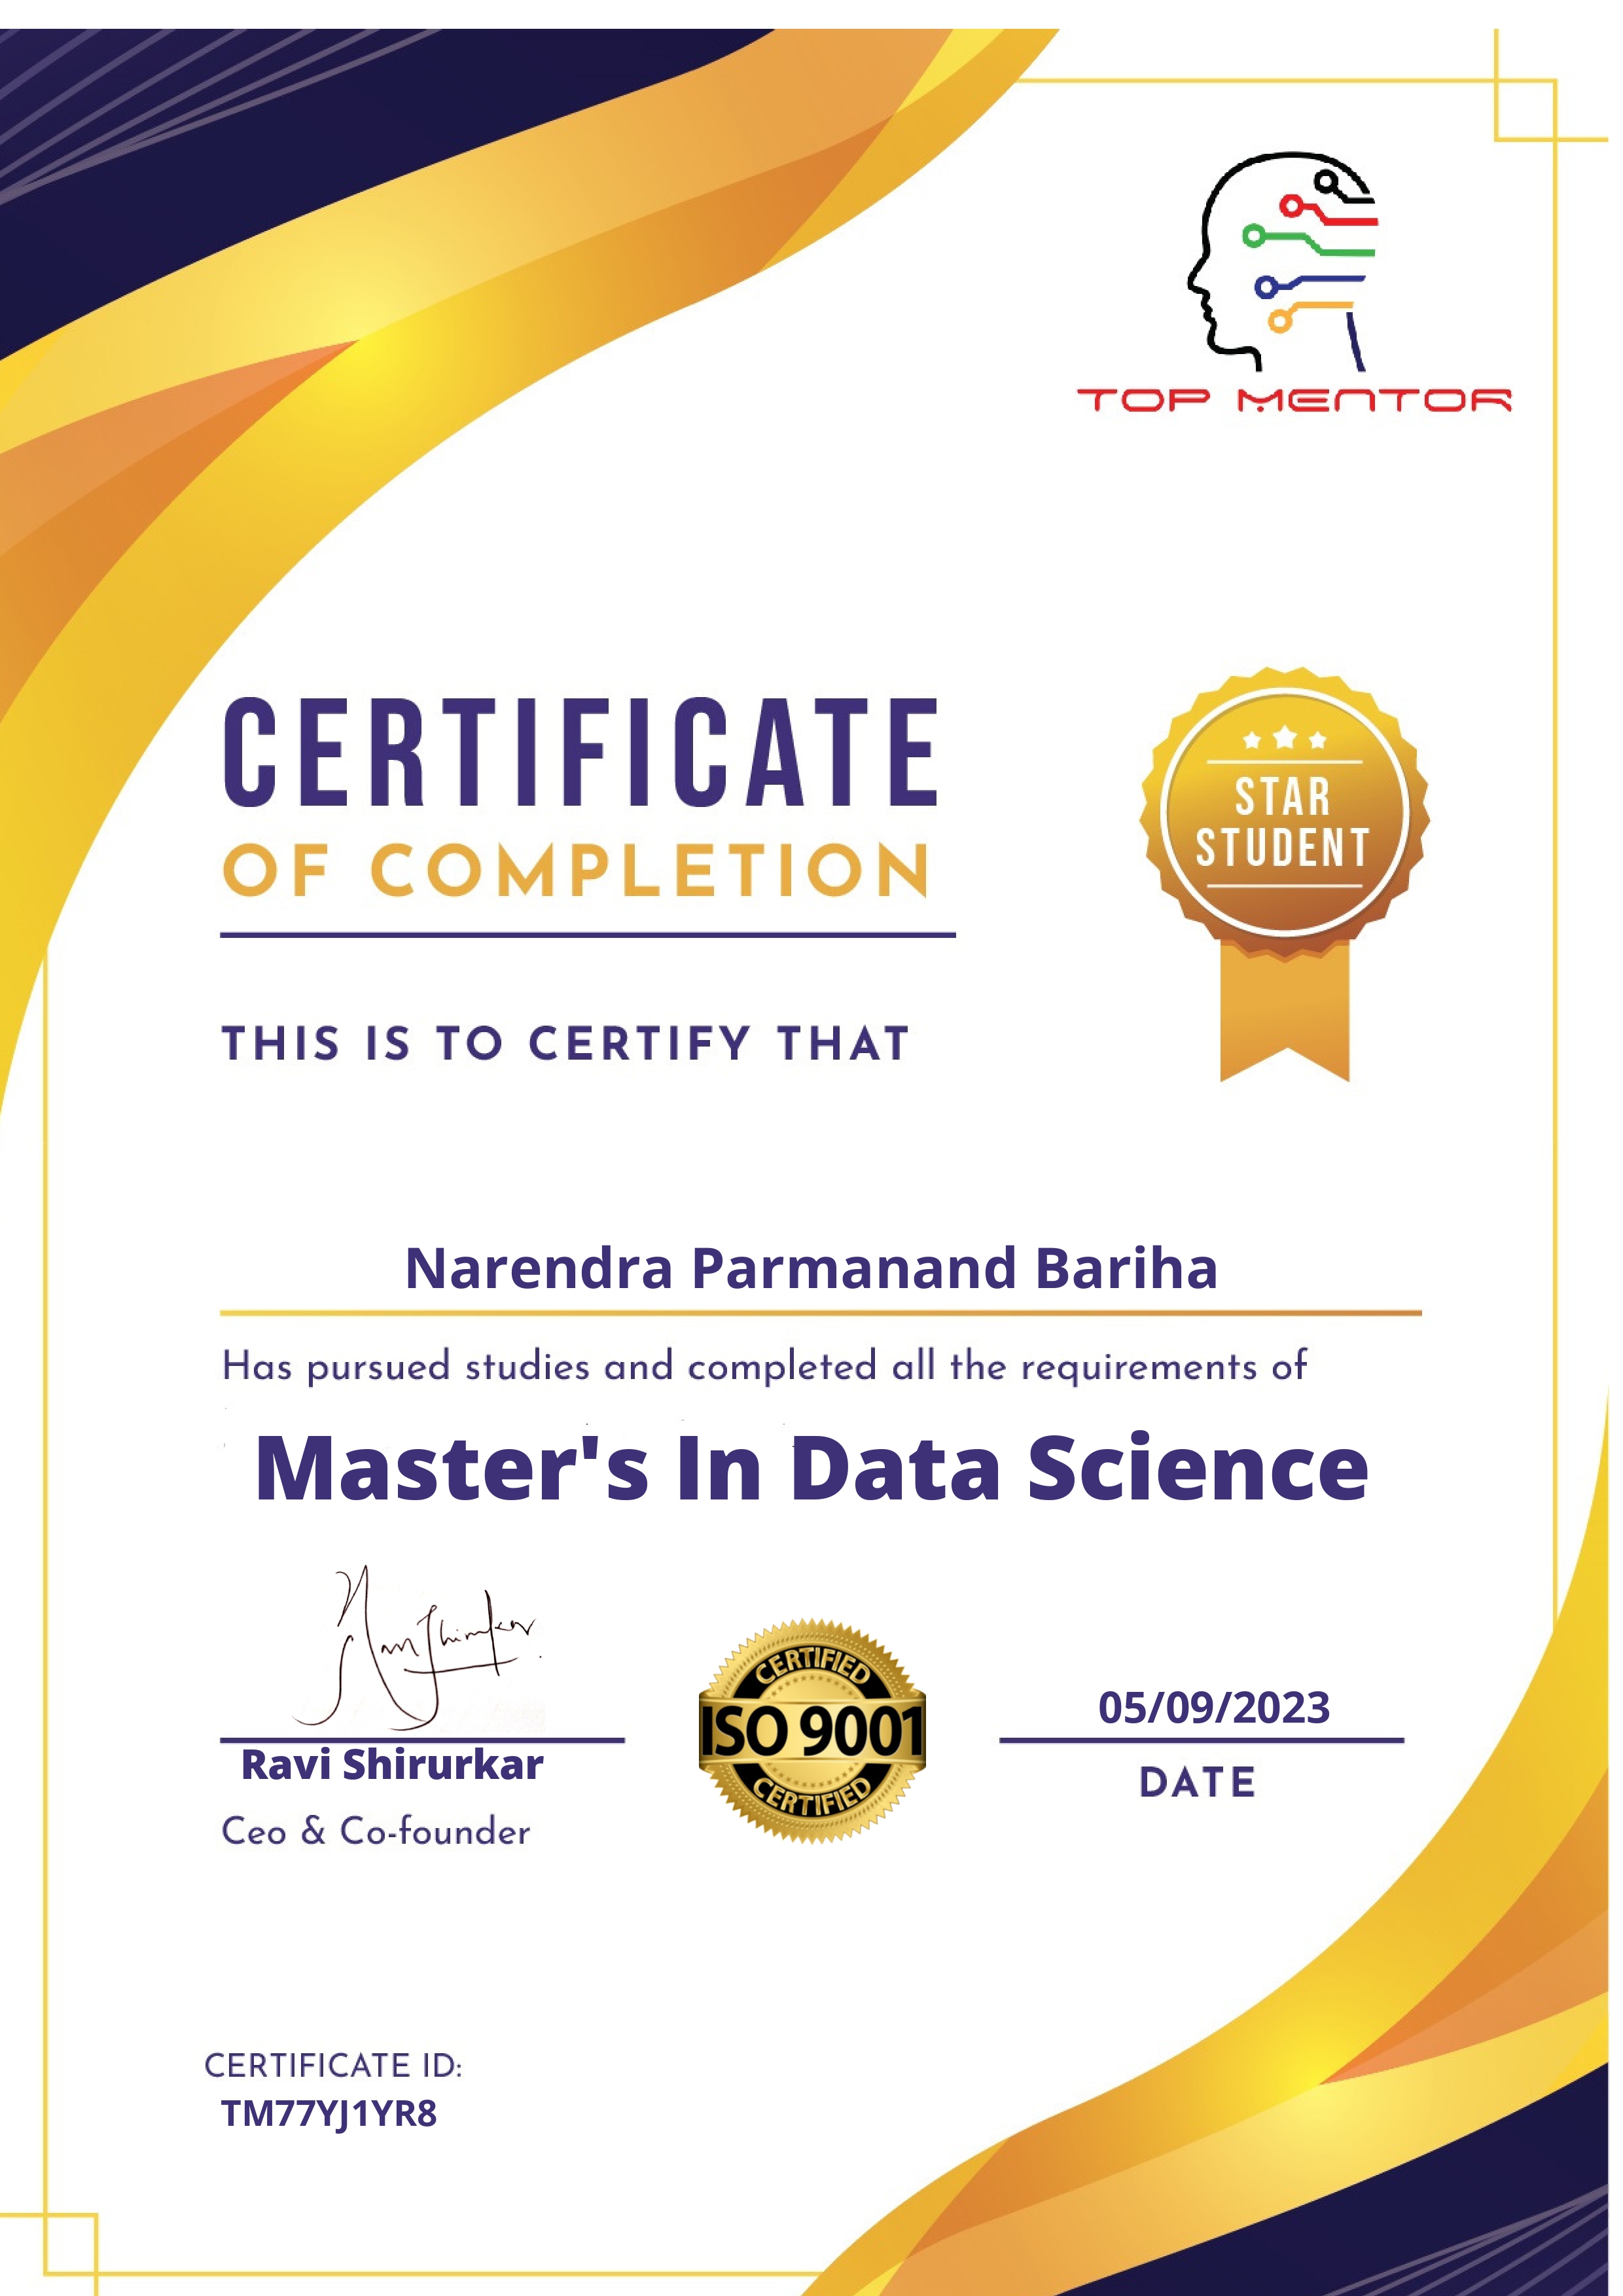 TOP MENTOR
CERTIFICATE
OF COMPLETION
STAR
STUDENT
THIS IS TO CERTIFY THAT
Narendra Parmanand Bariha
Has pursued studies and completed all the requirements of
Master's In Data Science
CERTIFIED
ISO 9001
CERTIFIED
05/09/2023
Ravi Shirurkar
DATE
Ceo & Co-founder
CERTIFICATE ID:
TM77YJ1YR8